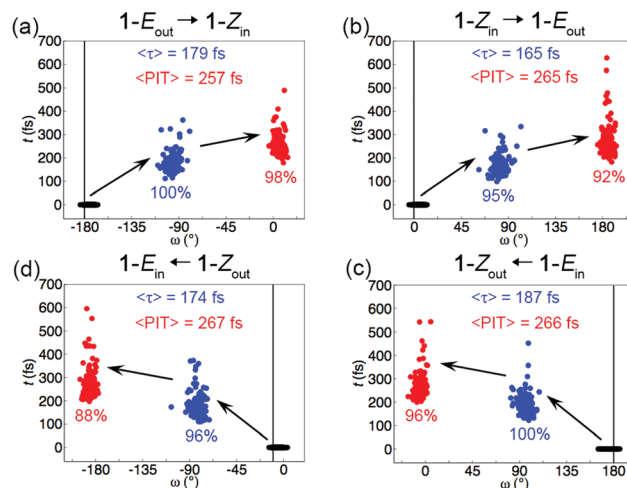 (a) 1-E_out → 1-Z_in
<τ> = 179 fs
<PIT> = 257 fs
t (fs)
700
600
500
400
300
200
100
0
100%
98%
-180 -135 -90 -45 0
ω (°)
(b) 1-Z_in → 1-E_out
<τ> = 165 fs
<PIT> = 265 fs
t (fs)
700
600
500
400
300
200
100
0
95%
92%
0 45 90 135 180
ω (°)
(d) 1-E_in ← 1-Z_out
<τ> = 174 fs
<PIT> = 267 fs
t (fs)
700
600
500
400
300
200
100
0
88%
96%
-180 -135 -90 -45 0
ω (°)
(c) 1-Z_out ← 1-E_in
<τ> = 187 fs
<PIT> = 266 fs
t (fs)
700
600
500
400
300
200
100
0
96%
100%
0 45 90 135 180
ω (°)